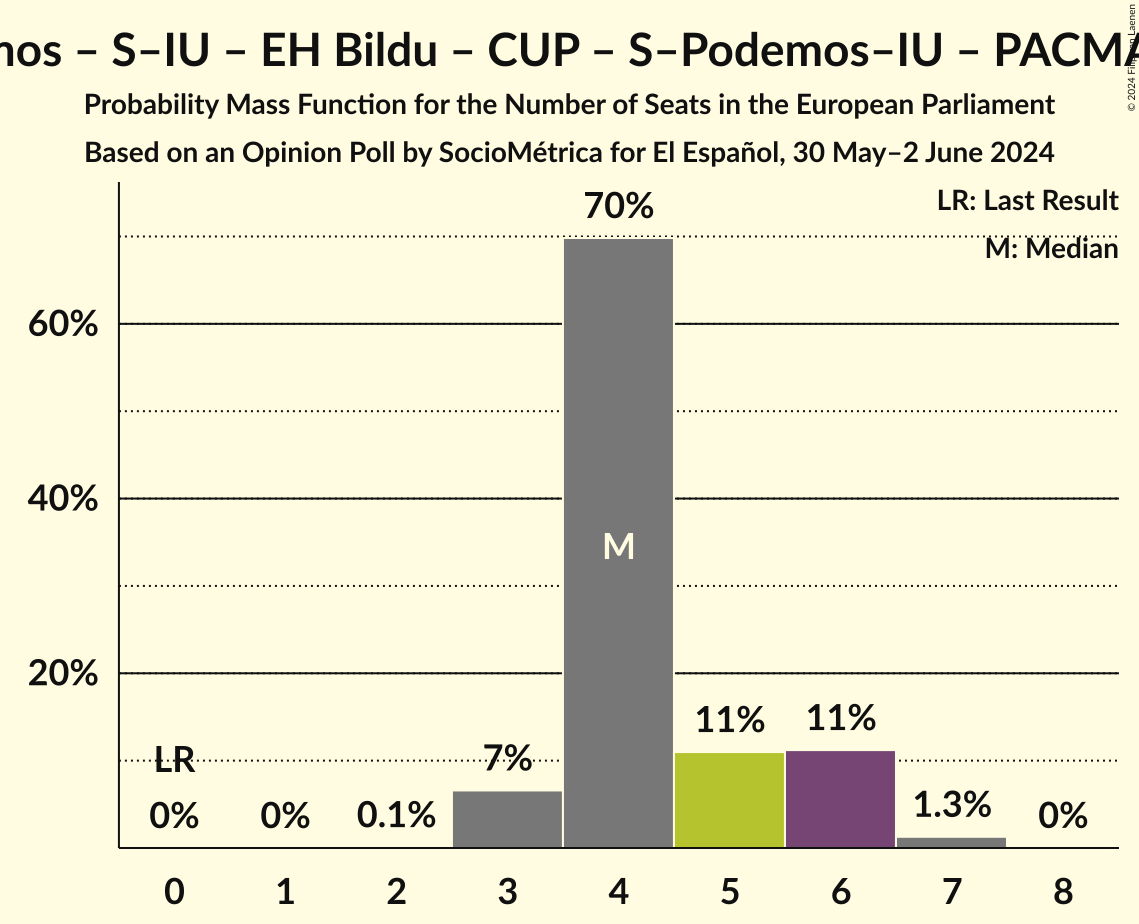 mos – S–IU – EH Bildu – CUP – S–Podemos–IU – PACMA
Probability Mass Function for the Number of Seats in the European Parliament
Based on an Opinion Poll by SocioMétrica for El Español, 30 May–2 June 2024
© 2024 Filip van Laenen
LR: Last Result
M: Median
70%
60%
40%
M
20%
11%
11%
LR
7%
1.3%
0%
0%
0.1%
0%
0 1 2 3 4 5 6 7 8